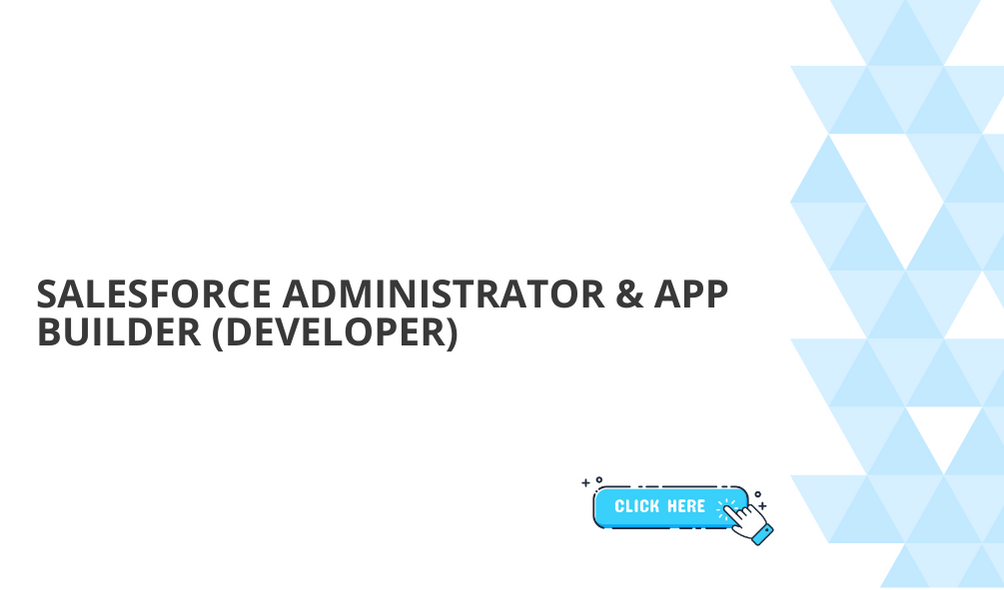 SALESFORCE ADMINISTRATOR & APP
BUILDER (DEVELOPER)
CLICK HERE